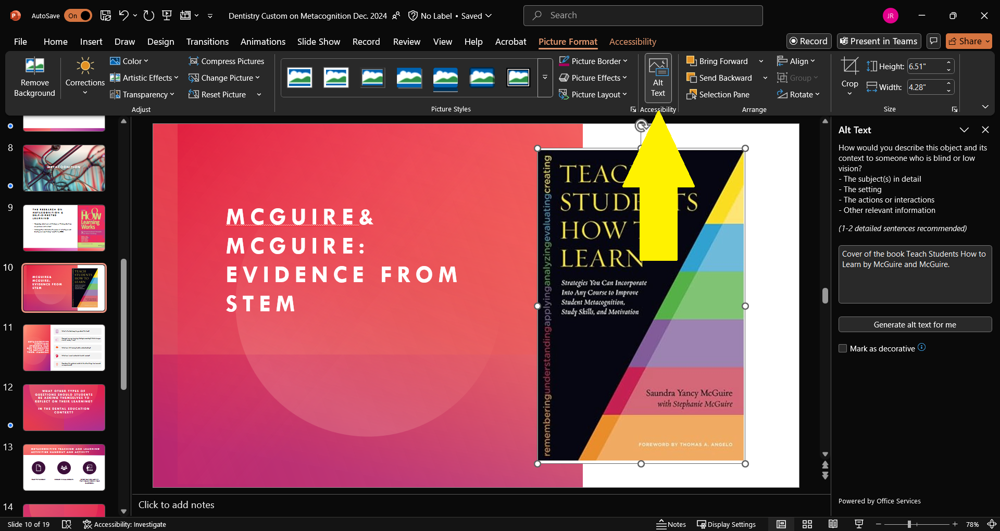 AutoSave On
Dentistry Custom on Metacognition Dec. 2024
No Label • Saved
Search
JR
File Home Insert Draw Design Transitions Animations Slide Show Record Review View Help Acrobat Picture Format Accessibility
Record Present in Teams Share
Remove Background
Corrections
Color
Artistic Effects
Transparency
Compress Pictures
Change Picture
Reset Picture
Adjust
Picture Styles
Picture Border
Picture Effects
Picture Layout
Alt Text
Accessibility
Bring Forward
Send Backward
Selection Pane
Align
Group
Rotate
Arrange
Crop
Height: 6.51"
Width: 4.28"
Size
8
METACOGNITION
9
THE RESEARCH ON
METACOGNITION &
SELF-DIRECTED
LEARNING
HOW
Learning
Works
10
MCGUIRE&
MCGUIRE:
EVIDENCE FROM
STEM
TEACH
STUDENTS
HOW TO
LEARN
11
METACOGNITIVE
QUESTIONS
STUDENTS CAN
ASK THEMSELVES
TO REFLECT ON
THEIR LEARNING
12
WHAT OTHER TYPES OF
QUESTIONS SHOULD STUDENTS
BE ASKING THEMSELVES TO
REFLECT ON THEIR LEARNING?
IN THE DENTAL EDUCATION
CONTEXT?
13
METACOGNITIVE TEACHING AND LEARNING
ACTIVITIES HANDOUT AND ACTIVITY
14
MCGUIRE&
MCGUIRE:
EVIDENCE FROM
STEM
rememberingunderstandingapplyinganalyzingevaluatingcreating
TEAC
STUDENTS
HOW T
LEARN
Strategies You Can Incorporate
Into Any Course to Improve
Student Metacognition,
Study Skills, and Motivation
Saundra Yancy McGuire
with Stephanie McGuire
FOREWORD BY THOMAS A. ANGELO
Click to add notes
Alt Text
How would you describe this object and its
context to someone who is blind or low
vision?
- The subject(s) in detail
- The setting
- The actions or interactions
- Other relevant information
(1-2 detailed sentences recommended)
Cover of the book Teach Students How to
Learn by McGuire and McGuire.
Generate alt text for me
Mark as decorative
Powered by Office Services
Slide 10 of 19
Accessibility: Investigate
Notes
Display Settings
78%